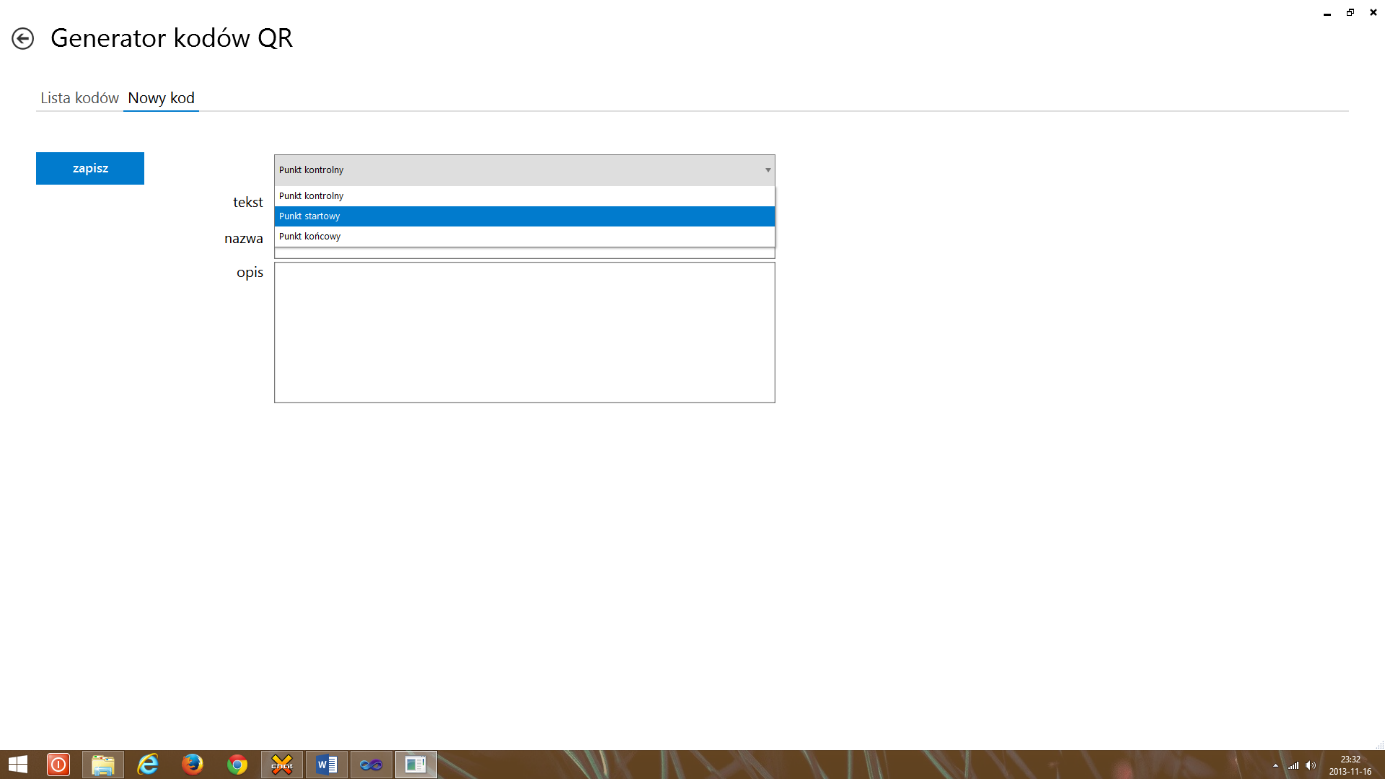 Generator kodów QR
Lista kodów Nowy kod
zapisz
Punkt kontrolny
Punkt kontrolny
tekst
Punkt startowy
nazwa
Punkt końcowy
opis
23:32
2013-11-16